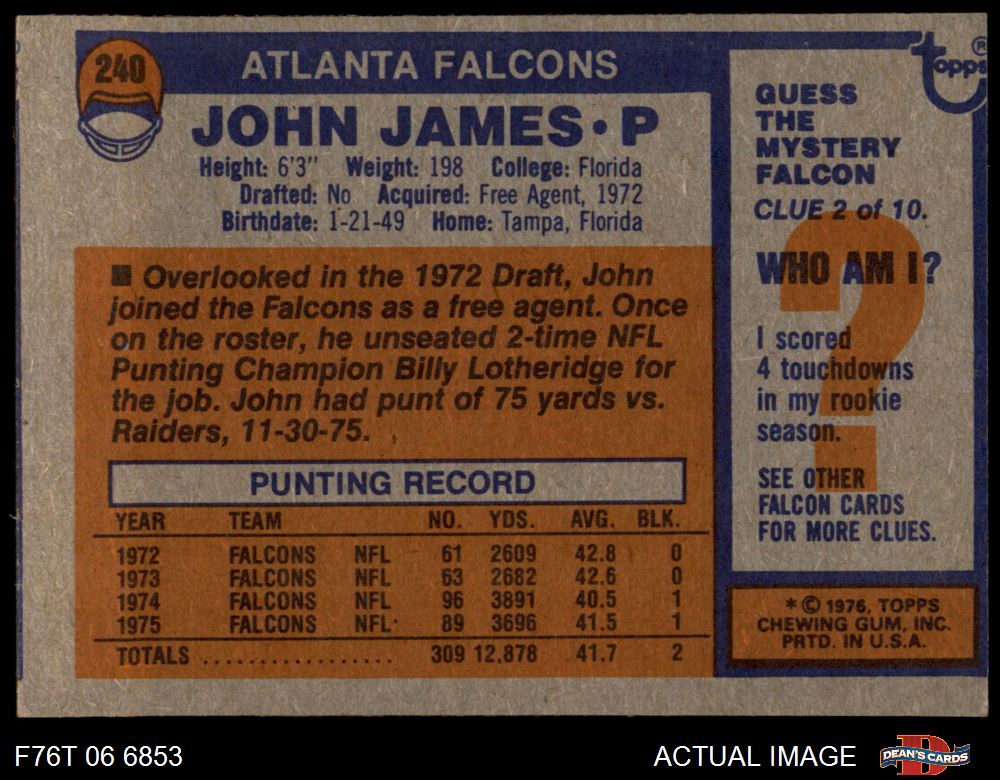 240
ATLANTA FALCONS
JOHN JAMES • P
Height: 6'3" Weight: 198 College: Florida
Drafted: No Acquired: Free Agent, 1972
Birthdate: 1-21-49 Home: Tampa, Florida
■ Overlooked in the 1972 Draft, John
joined the Falcons as a free agent. Once
on the roster, he unseated 2-time NFL
Punting Champion Billy Lotheridge for
the job. John had punt of 75 yards vs.
Raiders, 11-30-75.
PUNTING RECORD
YEAR TEAM NO. YDS. AVG. BLK.
1972 FALCONS NFL 61 2609 42.8 0
1973 FALCONS NFL 63 2682 42.6 0
1974 FALCONS NFL 96 3891 40.5 1
1975 FALCONS NFL 89 3696 41.5 1
TOTALS ................. 309 12,878 41.7 2
topps ®
GUESS
THE
MYSTERY
FALCON
CLUE 2 of 10.
WHO AM I?
?
I scored
4 touchdowns
in my rookie
season.
SEE OTHER
FALCON CARDS
FOR MORE CLUES.
* © 1976, TOPPS
CHEWING GUM, INC.
PRTD. IN U.S.A.
F76T 06 6853
ACTUAL IMAGE
D
DEAN'S CARDS